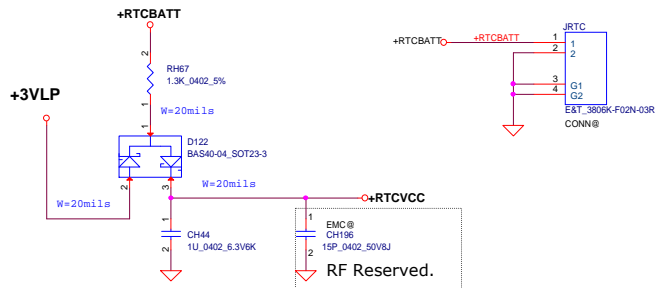 +RTCBATT
JRTC
+RTCBATT
+RTCBATT
1
2
1
2
2
RH67
1.3K_0402_5%
3
4
G1
G2
+3VLP
1
W=20mils
E&T_3806K-F02N-03R
CONN@
1
D122
BAS40-04_SOT23-3
2
3
W=20mils
W=20mils
+RTCVCC
1
2
CH44
1U_0402_6.3V6K
1
2
EMC@
CH196
15P_0402_50V8J
RF Reserved.